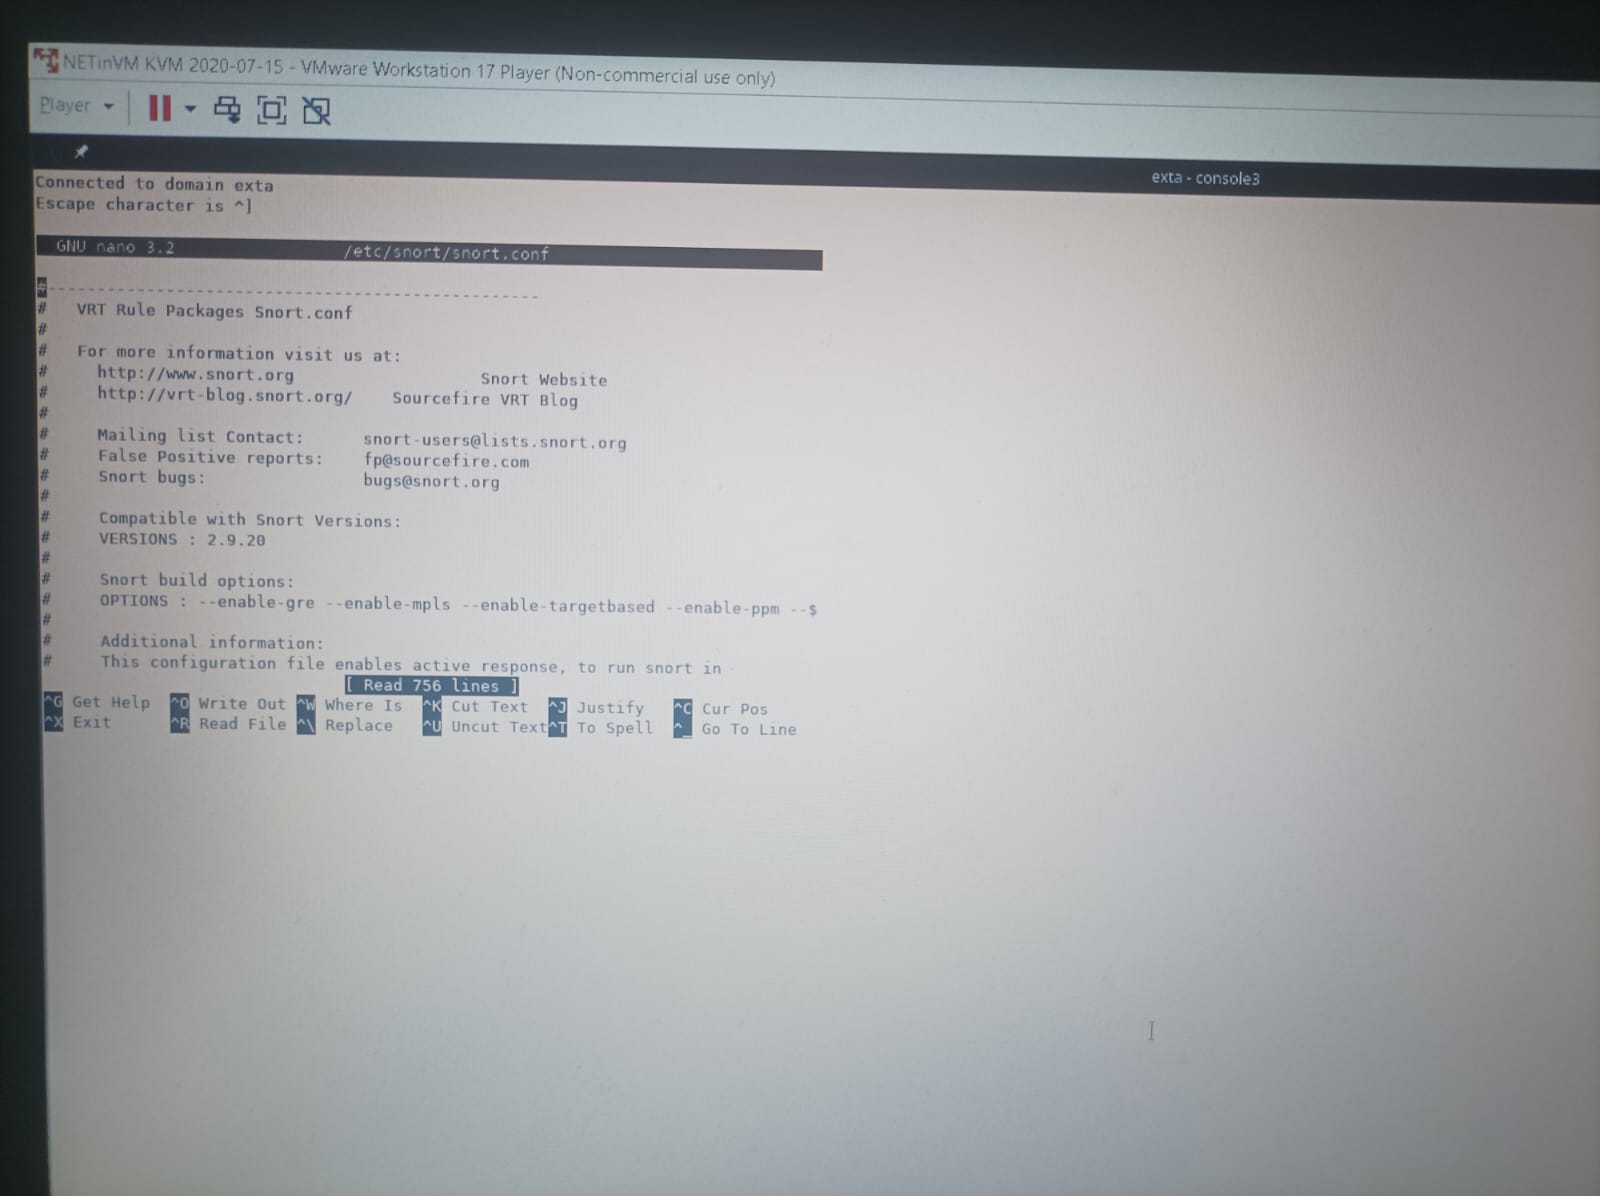 NETinVM KVM 2020-07-15 - VMware Workstation 17 Player (Non-commercial use only)
Player
exta - console3
Connected to domain exta
Escape character is ^]
GNU nano 3.2 /etc/snort/snort.conf
#--------------------------------------------------
# VRT Rule Packages Snort.conf
#
# For more information visit us at:
# http://www.snort.org Snort Website
# http://vrt-blog.snort.org/ Sourcefire VRT Blog
#
# Mailing list Contact: snort-users@lists.snort.org
# False Positive reports: fp@sourcefire.com
# Snort bugs: bugs@snort.org
#
# Compatible with Snort Versions:
# VERSIONS : 2.9.20
#
# Snort build options:
# OPTIONS : --enable-gre --enable-mpls --enable-targetbased --enable-ppm --$
#
# Additional information:
# This configuration file enables active response, to run snort in
[ Read 756 lines ]
^G Get Help ^O Write Out ^W Where Is ^K Cut Text ^J Justify ^C Cur Pos
^X Exit ^R Read File ^\ Replace ^U Uncut Text ^T To Spell ^_ Go To Line